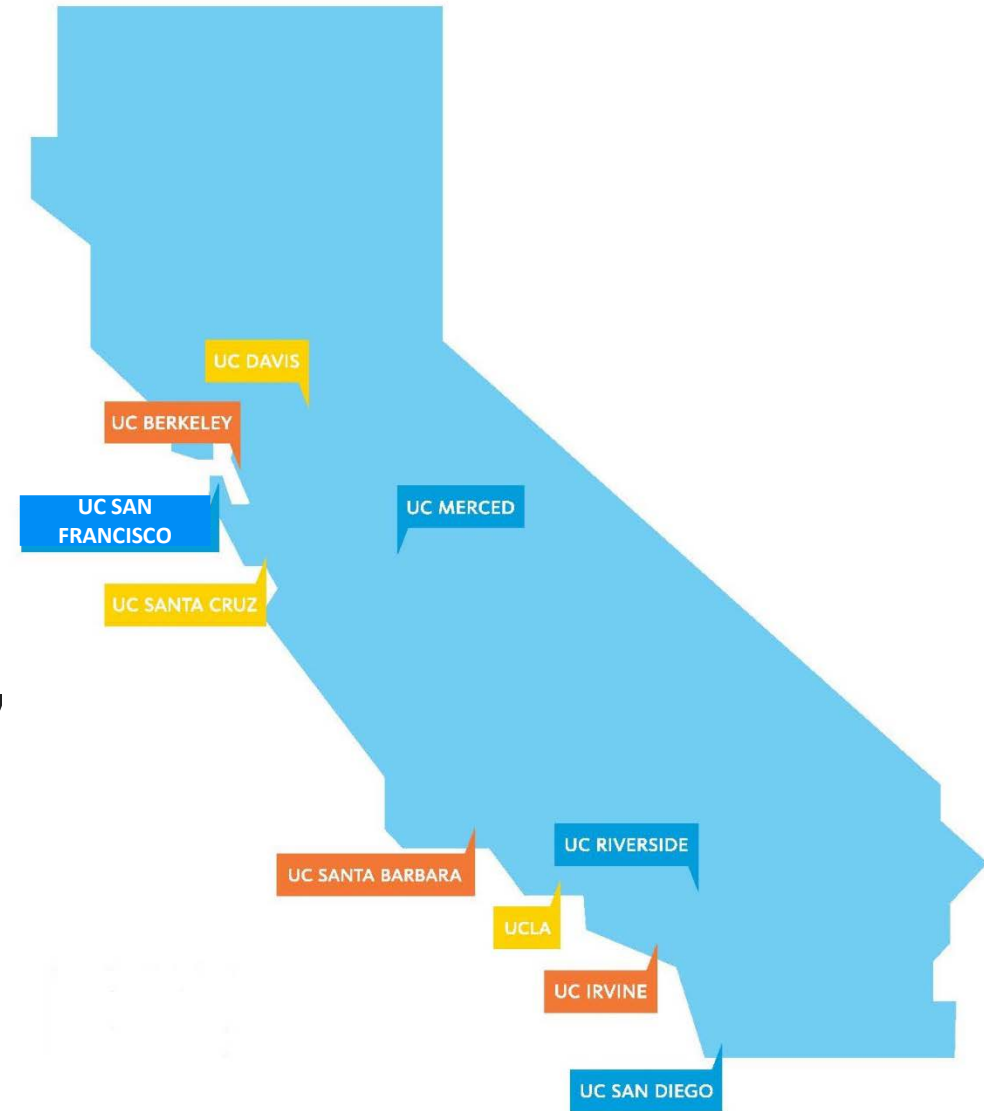 UC DAVIS
UC BERKELEY
UC SAN
FRANCISCO
UC MERCED
UC SANTA CRUZ
UC RIVERSIDE
UC SANTA BARBARA
UCLA
UC IRVINE
UC SAN DIEGO